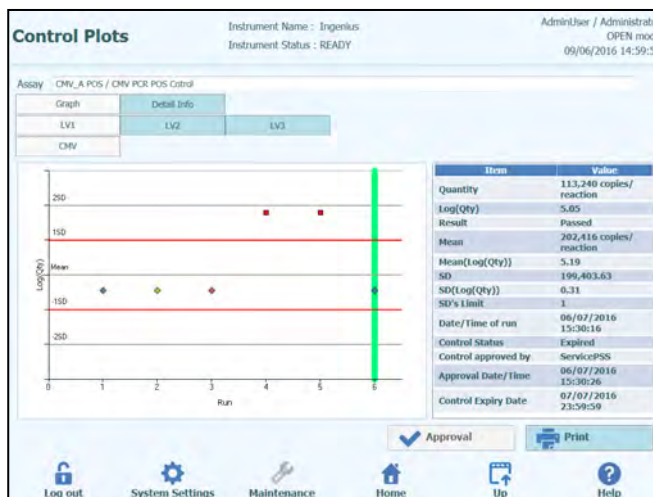 Control Plots
Instrument Name : Ingenius
Instrument Status : READY
AdminUser / Administrat
OPEN mod
09/06/2016 14:59:5
Assay CMV_A POS / CMV PCR POS Cntrol
Graph Detail Info
LV1 LV2 LV3
CMV
Log(Qty)
2SD
1SD
Mean
-1SD
-2SD
0 1 2 3 4 5 6
Run
Item Value
Quantity 113,240 copies/
reaction
Log(Qty) 5.05
Result Passed
Mean 202,416 copies/
reaction
Mean(Log(Qty)) 5.19
SD 199,403.63
SD(Log(Qty)) 0.31
SD's Limit 1
Date/Time of run 06/07/2016
15:30:16
Control Status Expired
Control approved by ServicePSS
Approval Date/Time 06/07/2016
15:30:26
Control Expiry Date 07/07/2016
23:59:59
Approval Print
Log out System Settings Maintenance Home Up Help